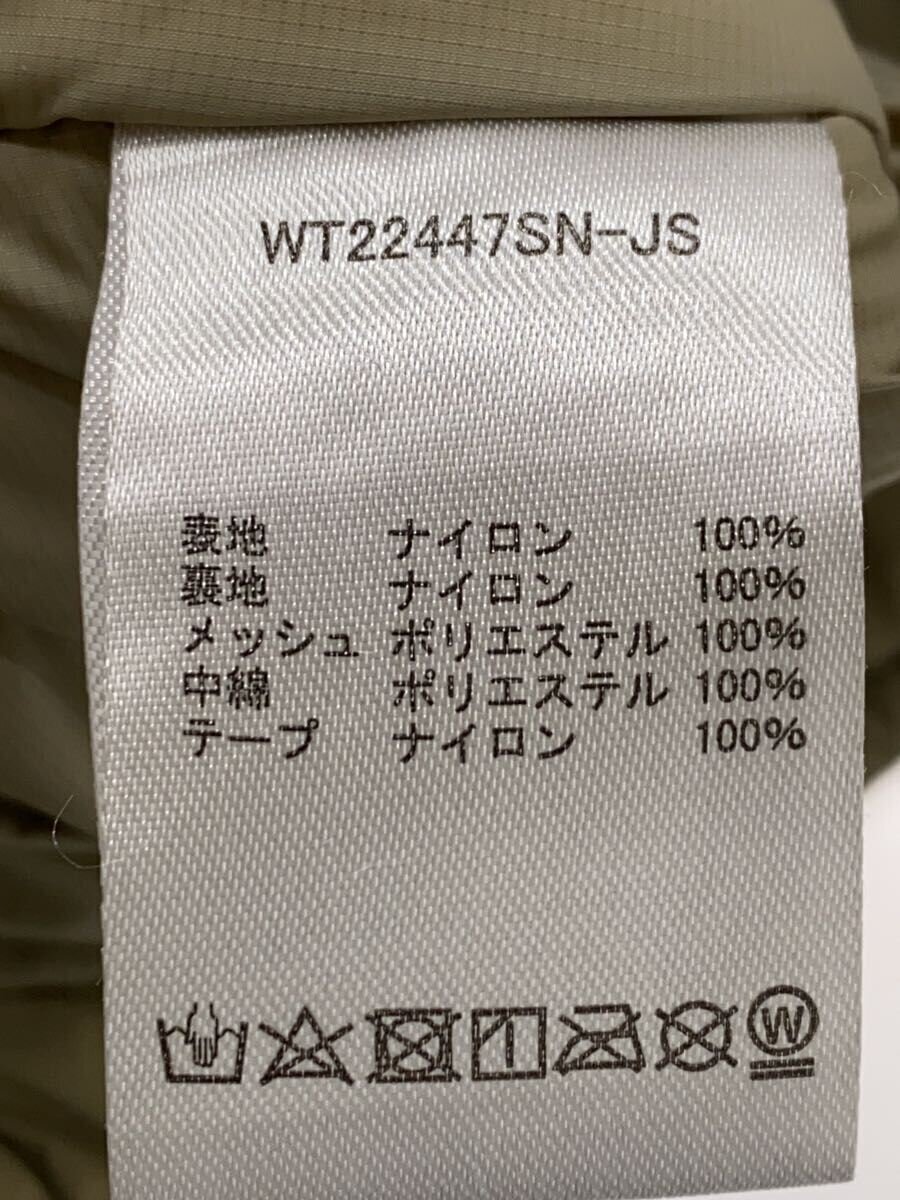 WT22447SN-JS
表地 ナイロン 100%
裏地 ナイロン 100%
メッシュ ポリエステル 100%
中綿 ポリエステル 100%
テープ ナイロン 100%
W